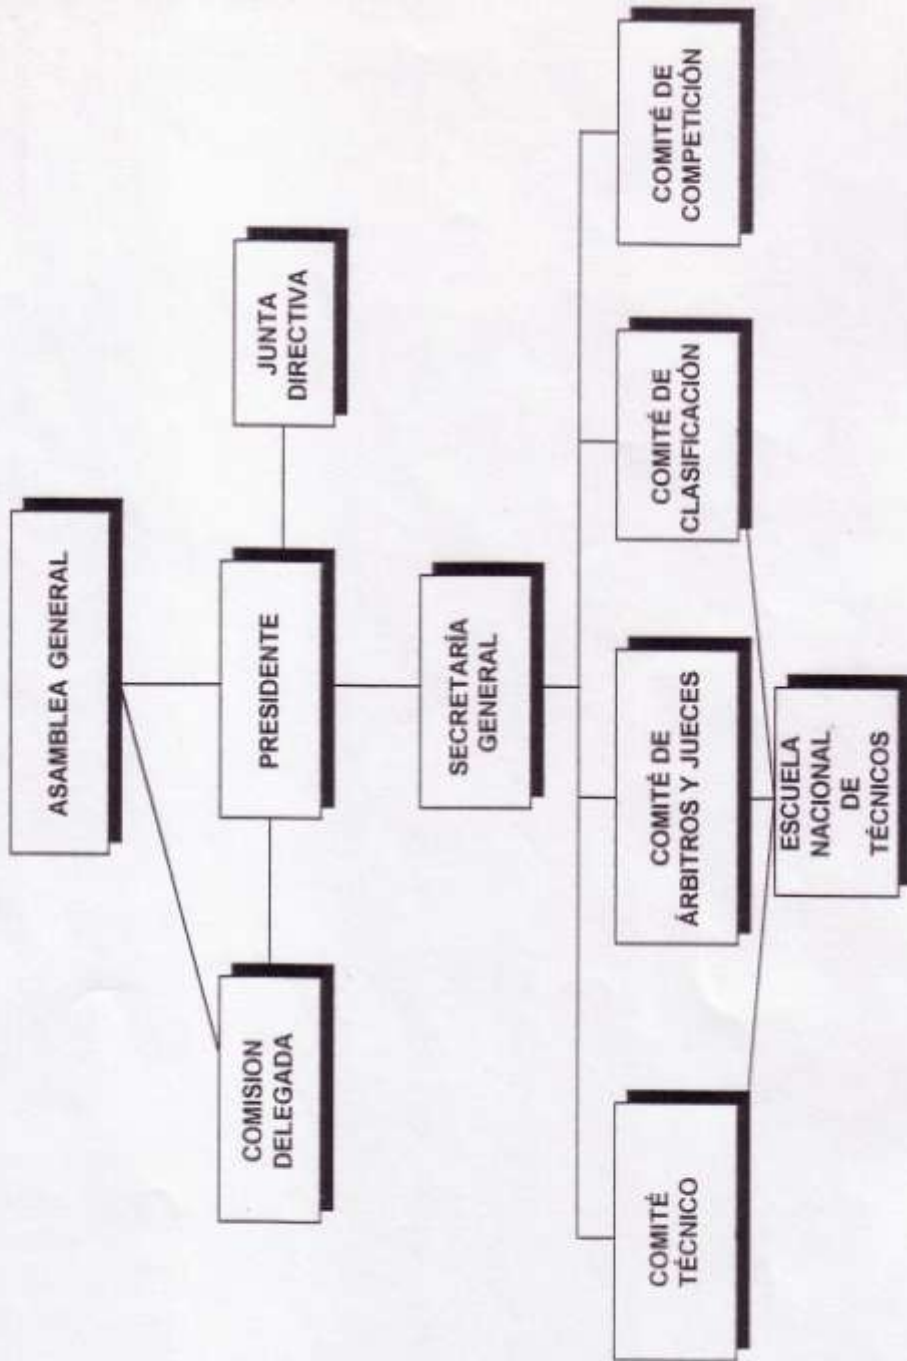 ASAMBLEA GENERAL
COMISION
DELEGADA
PRESIDENTE
JUNTA
DIRECTIVA
SECRETARÍA
GENERAL
COMITÉ
TÉCNICO
COMITÉ DE
ÁRBITROS Y JUECES
COMITÉ DE
CLASIFICACIÓN
COMITÉ DE
COMPETICIÓN
ESCUELA
NACIONAL
DE
TÉCNICOS